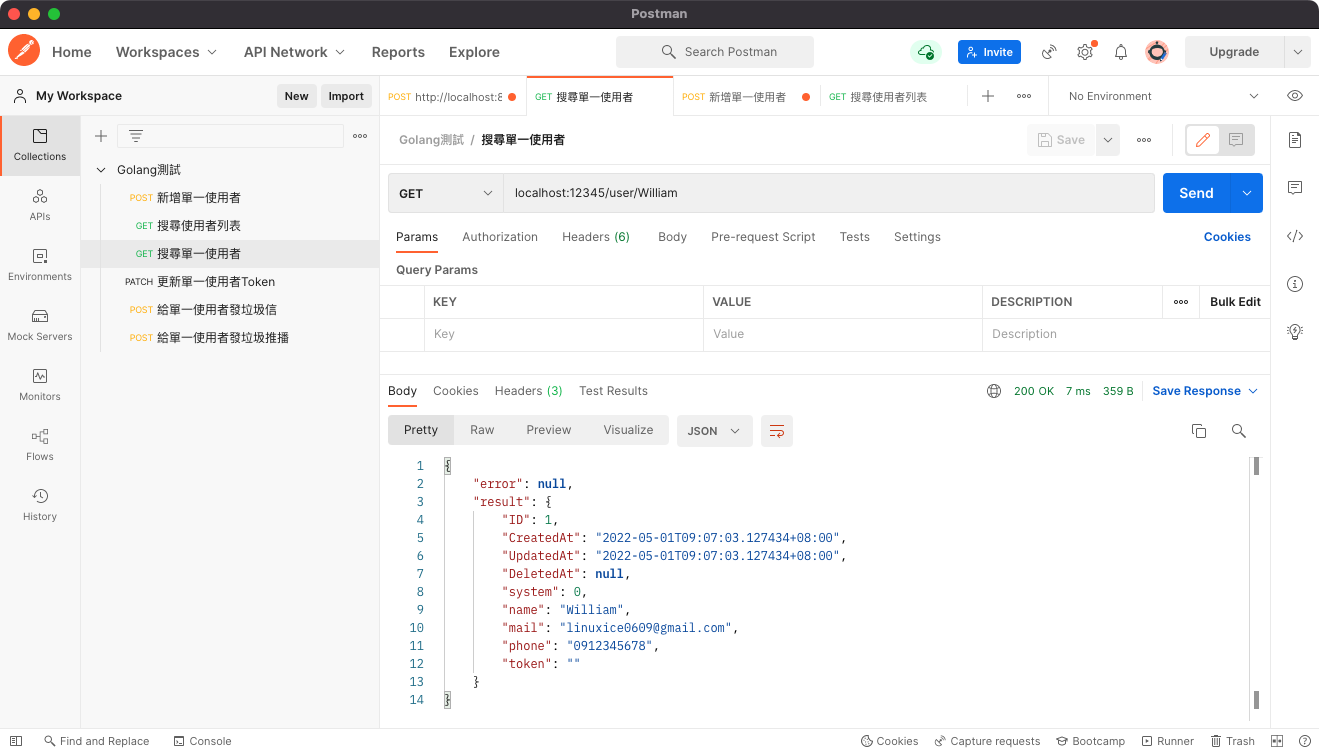 Postman
Home Workspaces API Network Reports Explore Search Postman Invite Upgrade
My Workspace New Import
POST http://localhost:8 GET 搜尋單一使用者 POST 新增單一使用者 GET 搜尋使用者列表 No Environment
Golang測試 / 搜尋單一使用者 Save
Collections
APIs
Environments
Mock Servers
Monitors
Flows
History
Golang測試
POST 新增單一使用者
GET 搜尋使用者列表
GET 搜尋單一使用者
PATCH 更新單一使用者Token
POST 給單一使用者發垃圾信
POST 給單一使用者發垃圾推播
GET localhost:12345/user/William Send
Params Authorization Headers (6) Body Pre-request Script Tests Settings Cookies
Query Params
KEY VALUE DESCRIPTION Bulk Edit
Key Value Description
Body Cookies Headers (3) Test Results 200 OK 7 ms 359 B Save Response
Pretty Raw Preview Visualize JSON
1 {
2 "error": null,
3 "result": {
4 "ID": 1,
5 "CreatedAt": "2022-05-01T09:07:03.127434+08:00",
6 "UpdatedAt": "2022-05-01T09:07:03.127434+08:00",
7 "DeletedAt": null,
8 "system": 0,
9 "name": "William",
10 "mail": "linuxice0609@gmail.com",
11 "phone": "0912345678",
12 "token": ""
13 }
14 }
Find and Replace Console Cookies Capture requests Bootcamp Runner Trash